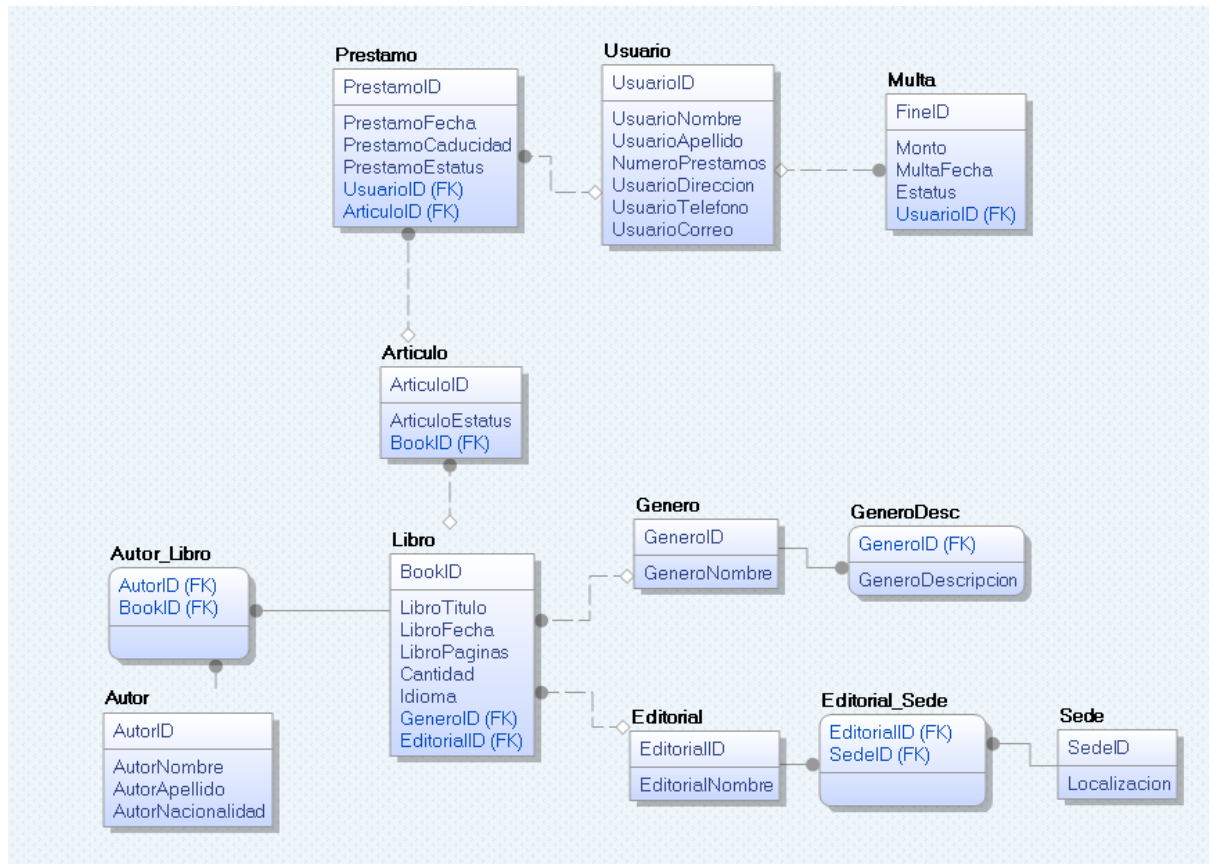 Prestamo
PrestamoID
PrestamoFecha
PrestamoCaducidad
PrestamoEstatus
UsuarioID (FK)
ArticuloID (FK)
Usuario
UsuarioID
UsuarioNombre
UsuarioApellido
NumeroPrestamos
UsuarioDireccion
UsuarioTelefono
UsuarioCorreo
Multa
FineID
Monto
MultaFecha
Estatus
UsuarioID (FK)
Articulo
ArticuloID
ArticuloEstatus
BookID (FK)
Autor_Libro
AutorID (FK)
BookID (FK)
Libro
BookID
LibroTitulo
LibroFecha
LibroPaginas
Cantidad
Idioma
GeneroID (FK)
EditorialID (FK)
Genero
GeneroID
GeneroNombre
GeneroDesc
GeneroID (FK)
GeneroDescripcion
Autor
AutorID
AutorNombre
AutorApellido
AutorNacionalidad
Editorial
EditorialID
EditorialNombre
Editorial_Sede
EditorialID (FK)
SedeID (FK)
Sede
SedeID
Localizacion